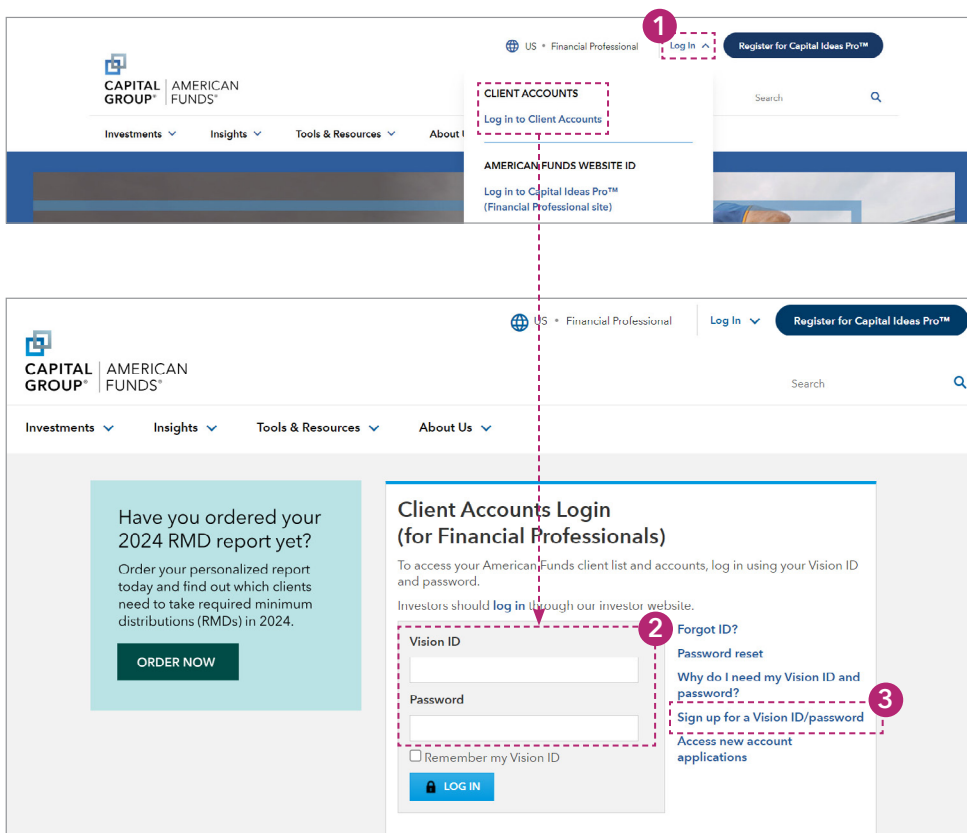 1
US • Financial Professional
Log In
Register for Capital Ideas Pro™
CAPITAL GROUP® | AMERICAN FUNDS®
CLIENT ACCOUNTS
Log in to Client Accounts
Search
Investments
Insights
Tools & Resources
About U
AMERICAN FUNDS WEBSITE ID
Log in to Capital Ideas Pro™
(Financial Professional site)
US • Financial Professional
Log In
Register for Capital Ideas Pro™
CAPITAL GROUP® | AMERICAN FUNDS®
Search
Investments
Insights
Tools & Resources
About Us
Have you ordered your
2024 RMD report yet?
Order your personalized report
today and find out which clients
need to take required minimum
distributions (RMDs) in 2024.
ORDER NOW
Client Accounts Login
(for Financial Professionals)
To access your American Funds client list and accounts, log in using your Vision ID
and password.
Investors should log in through our investor website.
2
Vision ID
Password
Remember my Vision ID
LOG IN
Forgot ID?
Password reset
Why do I need my Vision ID and
password?
3
Sign up for a Vision ID/password
Access new account
applications